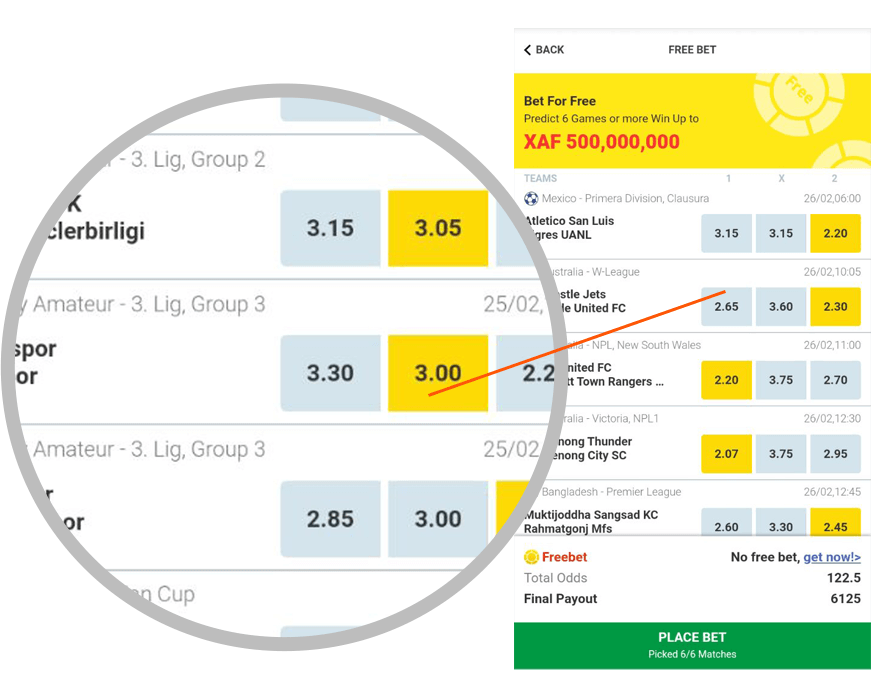 BACK
FREE BET
Bet For Free
Predict 6 Games or more Win Up to
XAF 500,000,000
Free
TEAMS 1 X 2
Mexico - Primera Division, Clausura 26/02,06:00
Atletico San Luis
gres UANL
3.15 3.15 2.20
stralia - W-League 26/02,10:05
stle Jets
le United FC
2.65 3.60 2.30
alia - NPL, New South Wales 26/02,11:00
nited FC
tt Town Rangers ...
2.20 3.75 2.70
ralia - Victoria, NPL1 26/02,12:30
nong Thunder
enong City SC
2.07 3.75 2.95
Bangladesh - Premier League 26/02,12:45
Muktijoddha Sangsad KC
Rahmatgonj Mfs
2.60 3.30 2.45
Freebet No free bet, get now!>
Total Odds 122.5
Final Payout 6125
PLACE BET
Picked 6/6 Matches
- 3. Lig, Group 2
K
clerbirligi
3.15 3.05
y Amateur - 3. Lig, Group 3 25/02,
spor
or
3.30 3.00 2.2
Amateur - 3. Lig, Group 3 25/02
r
or
2.85 3.00
an Cup